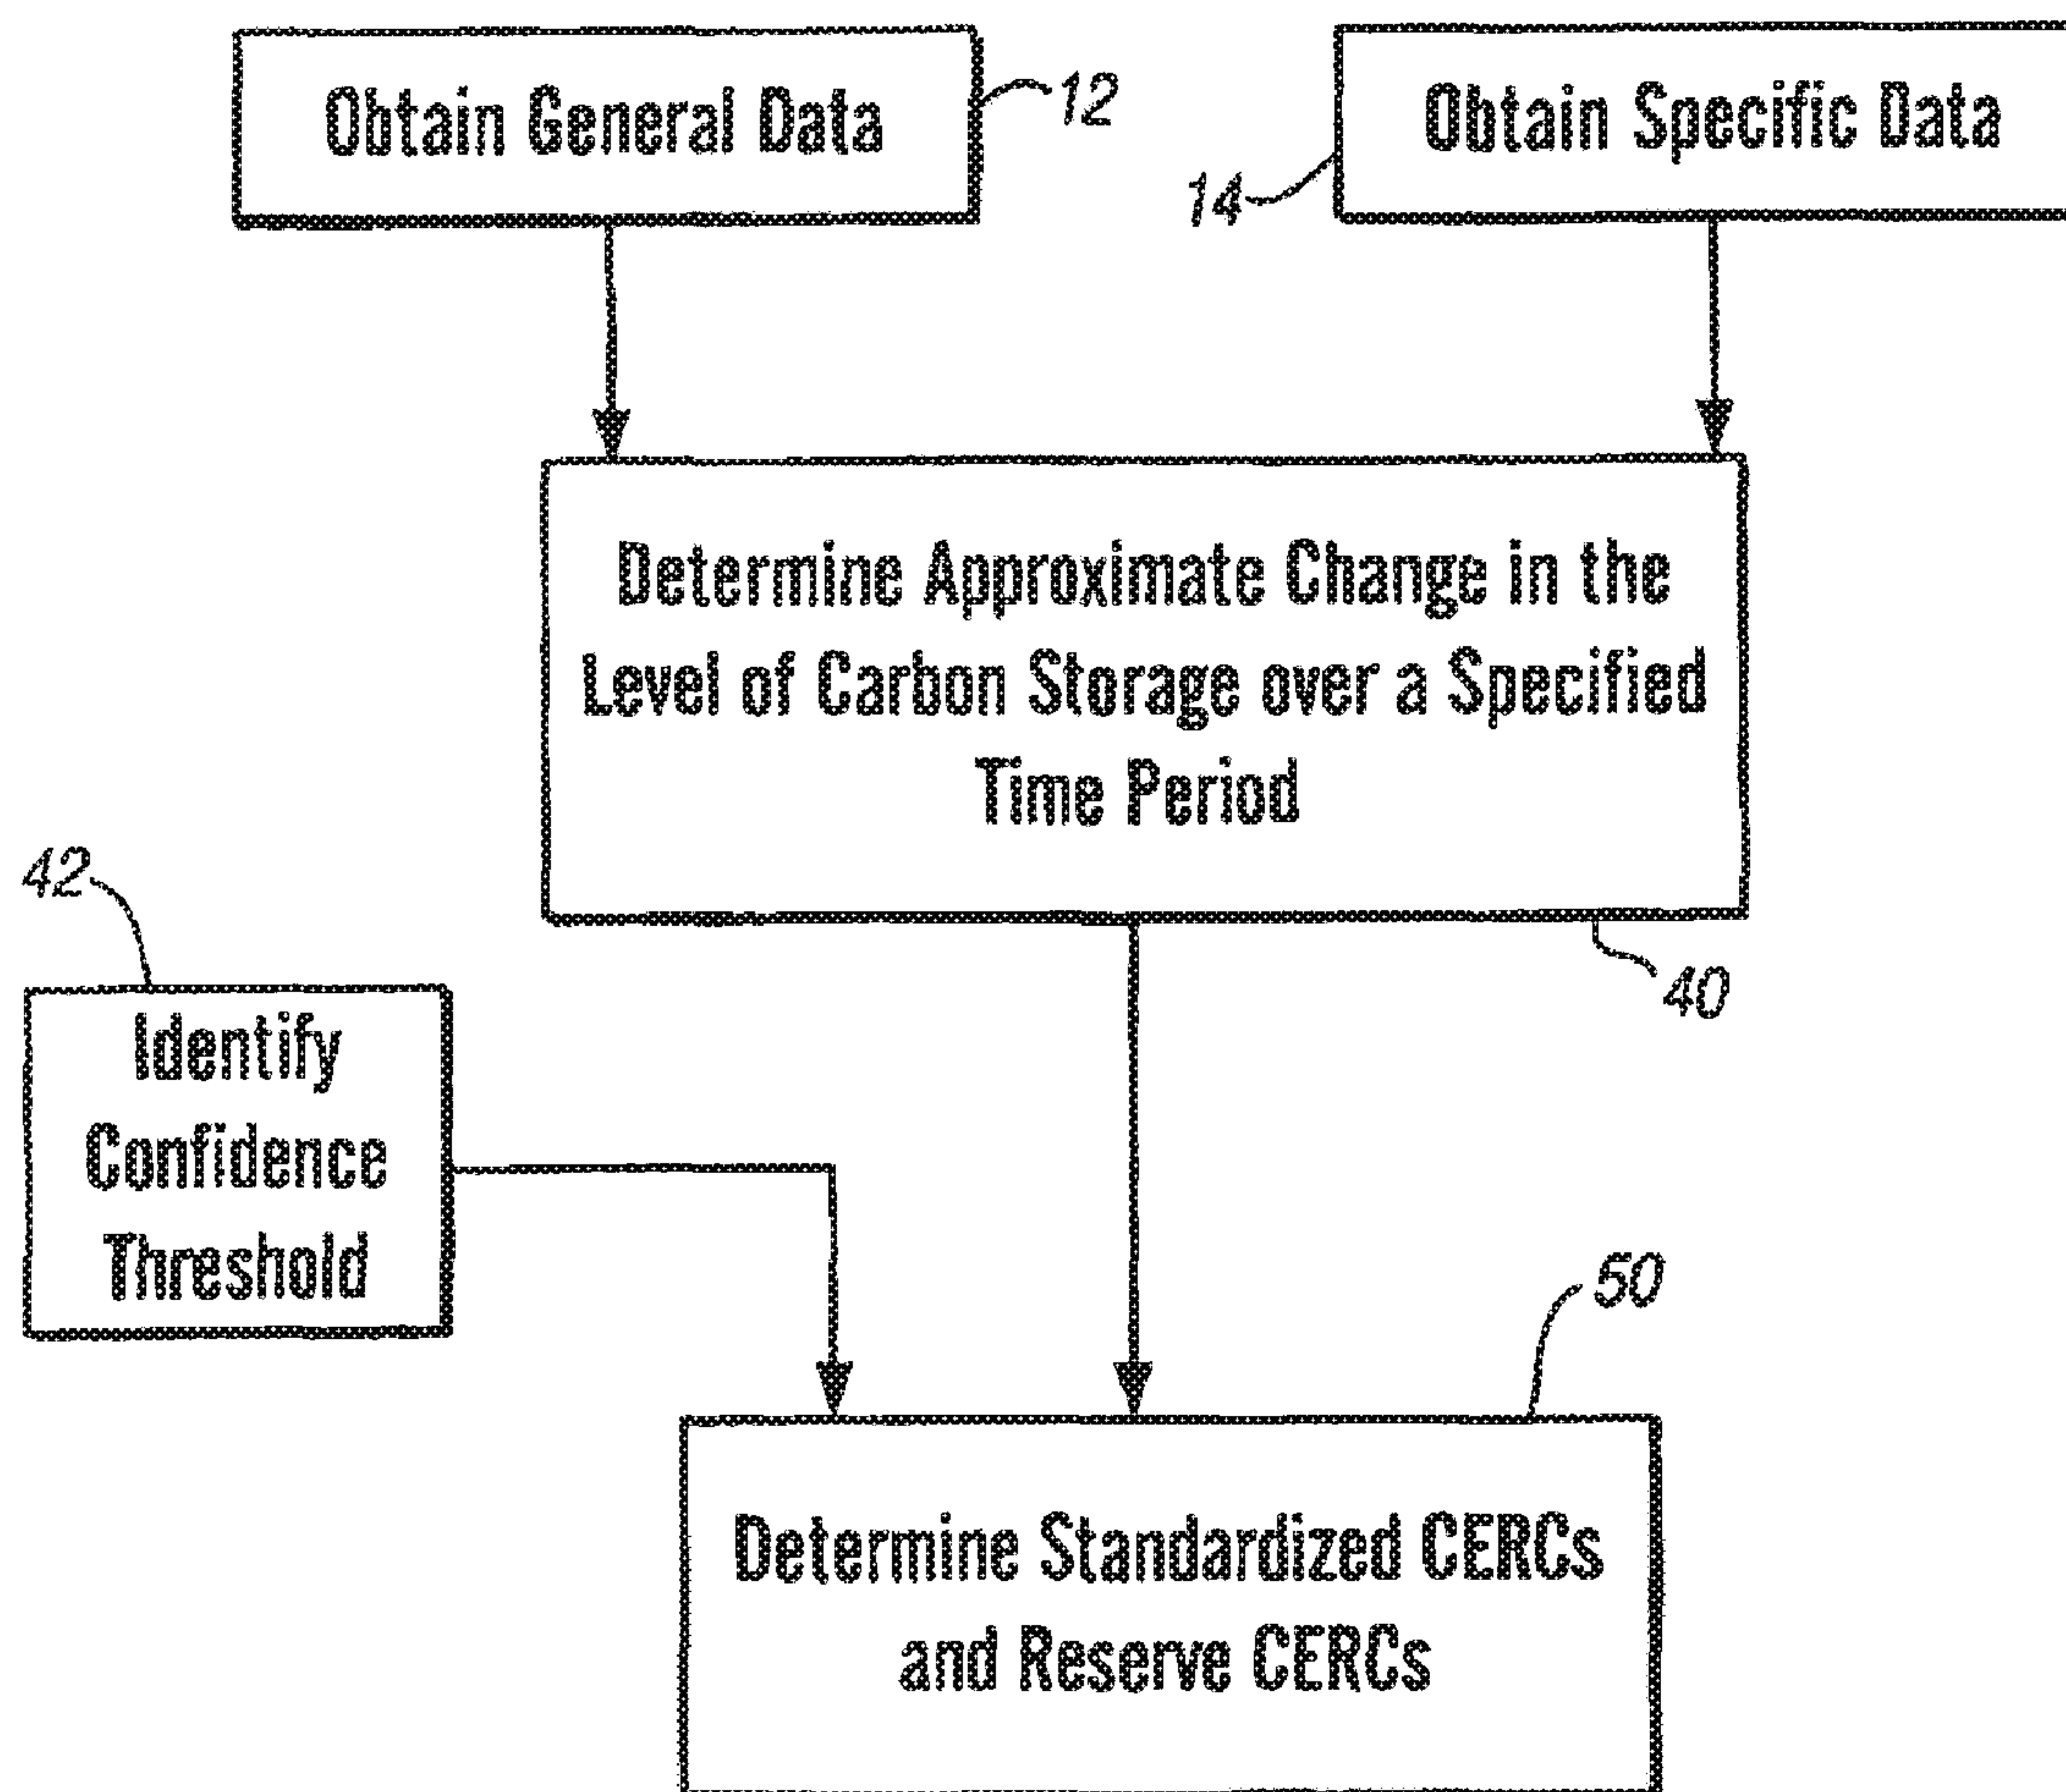 Obtain General Data
12
Obtain Specific Data
14
Determine Approximate Change in the
Level of Carbon Storage over a Specified
Time Period
40
42
Identify
Confidence
Threshold
50
Determine Standardized CERCs
and Reserve CERCs